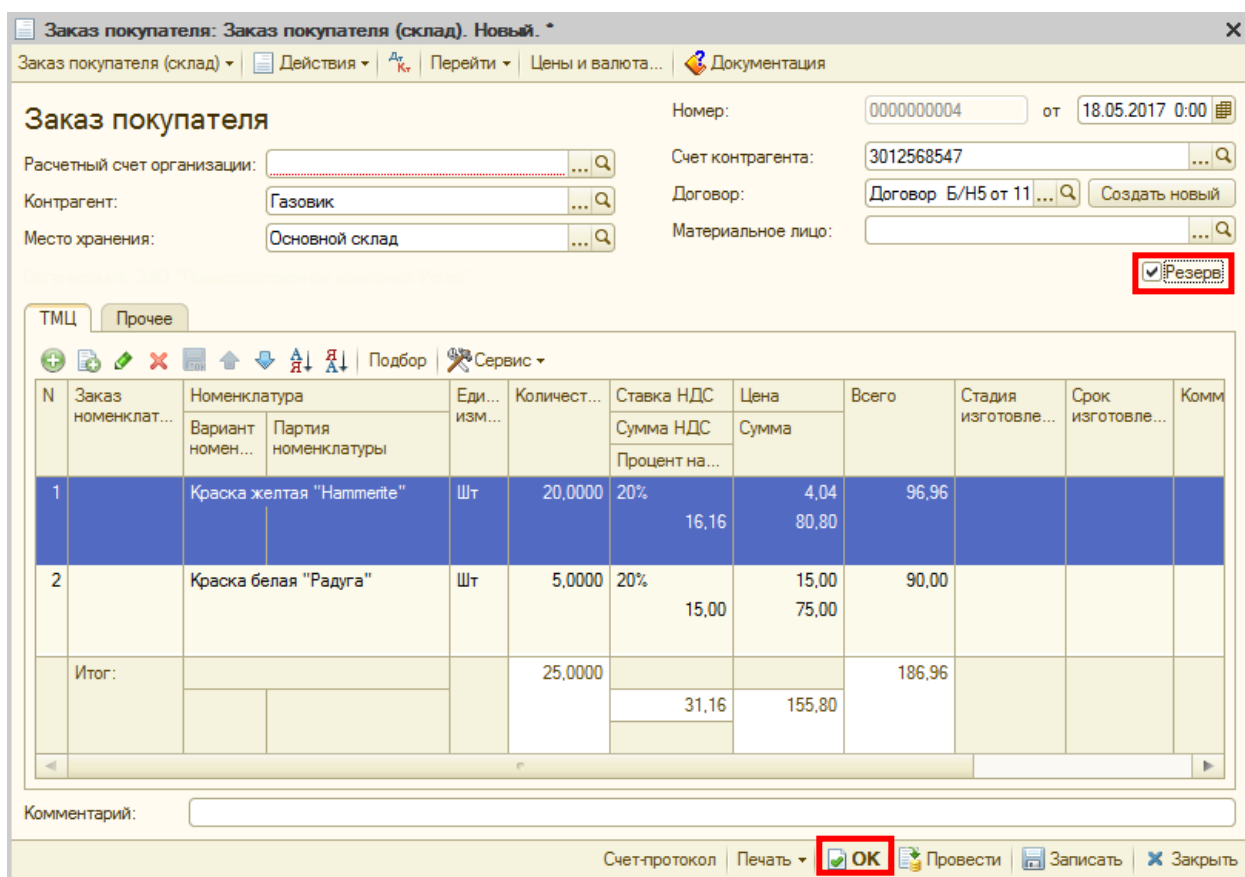 Заказ покупателя: Заказ покупателя (склад). Новый. *
Заказ покупателя (склад) Действия Дт Кт Перейти Цены и валюта... Документация
Заказ покупателя
Номер: 0000000004 от 18.05.2017 0:00
Расчетный счет организации: ... Счет контрагента: 3012568547 ...
Контрагент: Газовик ... Договор: Договор Б/Н5 от 11 ... Создать новый
Место хранения: Основной склад ... Материальное лицо: ...
Резерв
ТМЦ Прочее
Подбор Сервис
N Заказ номенклат... Номенклатура Еди... изм... Количест... Ставка НДС Цена Всего Стадия изготовле... Срок изготовле... Комм
Вариант номен... Партия номенклатуры Сумма НДС Сумма
Процент на...
1 Краска желтая "Hammerite" Шт 20,0000 20% 4,04 96,96
16,16 80,80
2 Краска белая "Радуга" Шт 5,0000 20% 15,00 90,00
15,00 75,00
Итог: 25,0000 186,96
31,16 155,80
Комментарий:
Счет-протокол Печать OK Провести Записать Закрыть